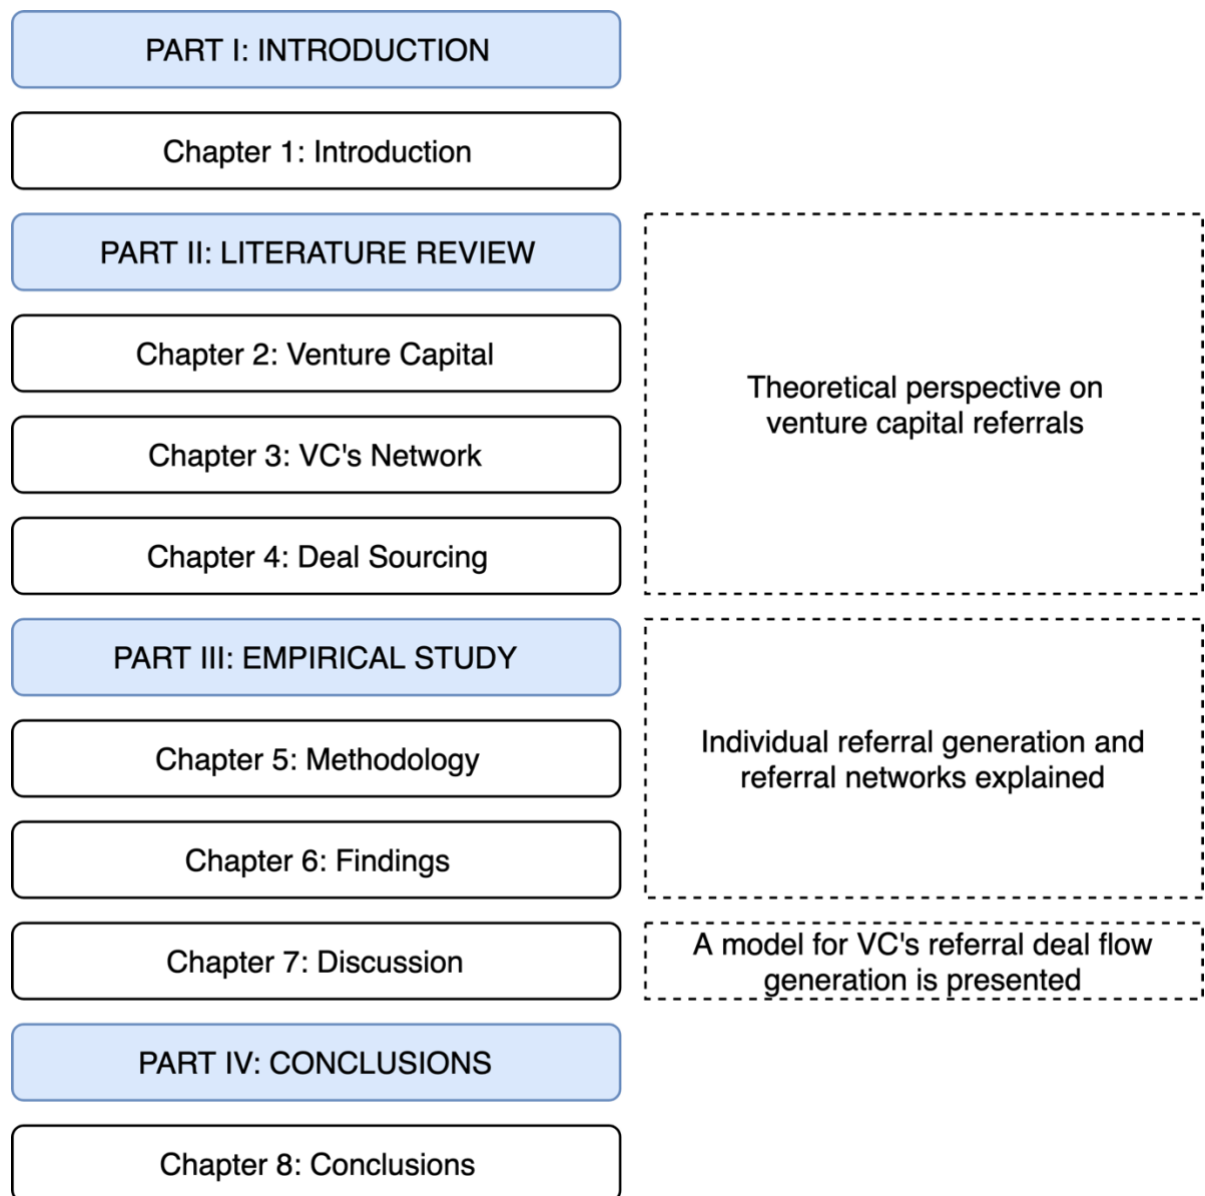 PART I: INTRODUCTION
Chapter 1: Introduction
PART II: LITERATURE REVIEW
Chapter 2: Venture Capital
Chapter 3: VC's Network
Chapter 4: Deal Sourcing
Theoretical perspective on
venture capital referrals
PART III: EMPIRICAL STUDY
Chapter 5: Methodology
Chapter 6: Findings
Individual referral generation and
referral networks explained
Chapter 7: Discussion
A model for VC's referral deal flow
generation is presented
PART IV: CONCLUSIONS
Chapter 8: Conclusions